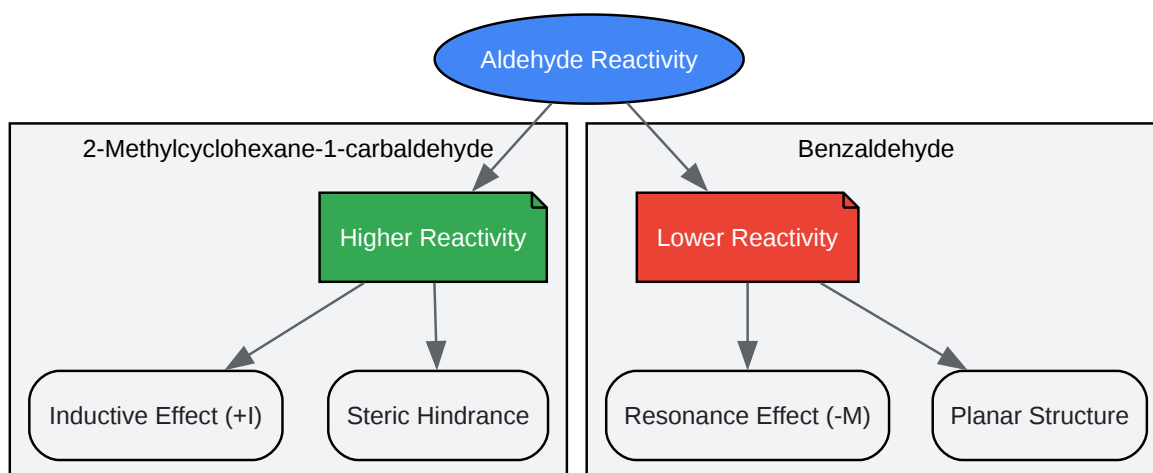 Aldehyde Reactivity
2-Methylcyclohexane-1-carbaldehyde
Benzaldehyde
Higher Reactivity
Lower Reactivity
Inductive Effect (+I)
Steric Hindrance
Resonance Effect (-M)
Planar Structure